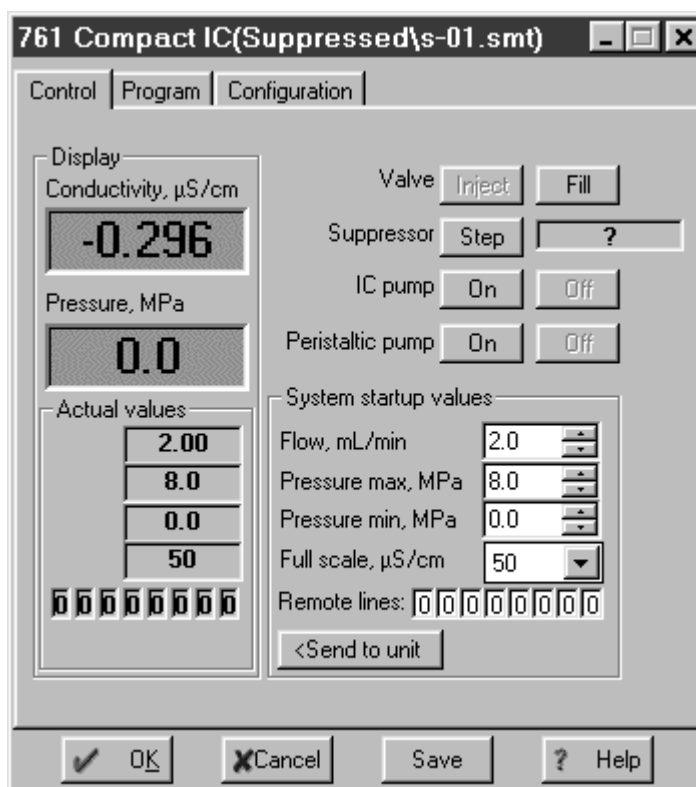 761 Compact IC(Suppressed\s-01.smt)
Control Program Configuration
Display
Conductivity, µS/cm
-0.296
Pressure, MPa
0.0
Actual values
2.00
8.0
0.0
50
0 0 0 0 0 0 0 0
Valve Inject Fill
Suppressor Step ?
IC pump On Off
Peristaltic pump On Off
System startup values
Flow, mL/min 2.0
Pressure max, MPa 8.0
Pressure min, MPa 0.0
Full scale, µS/cm 50
Remote lines: 0 0 0 0 0 0 0 0
<Send to unit
OK Cancel Save ? Help